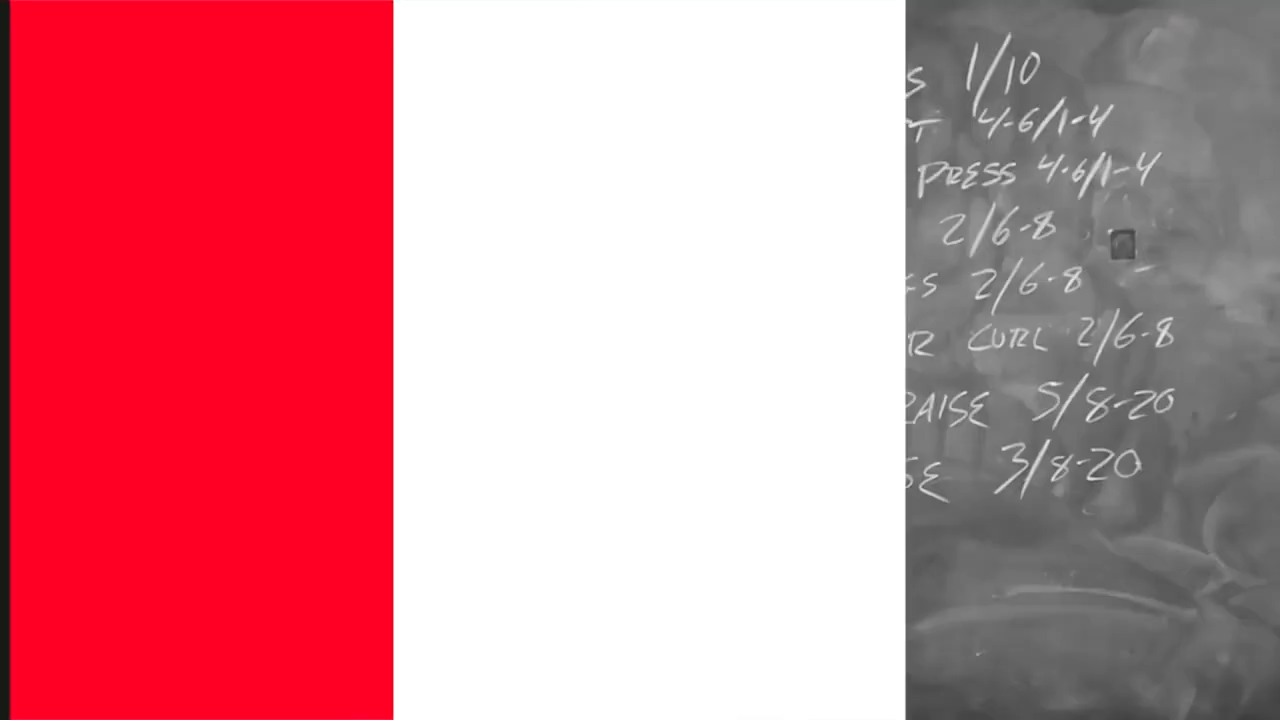 S 1/10
T 4-6/1-4
PRESS 4-6/1-4
2/6-8
S 2/6-8
R CURL 2/6-8
RAISE 5/8-20
SE 3/8-20